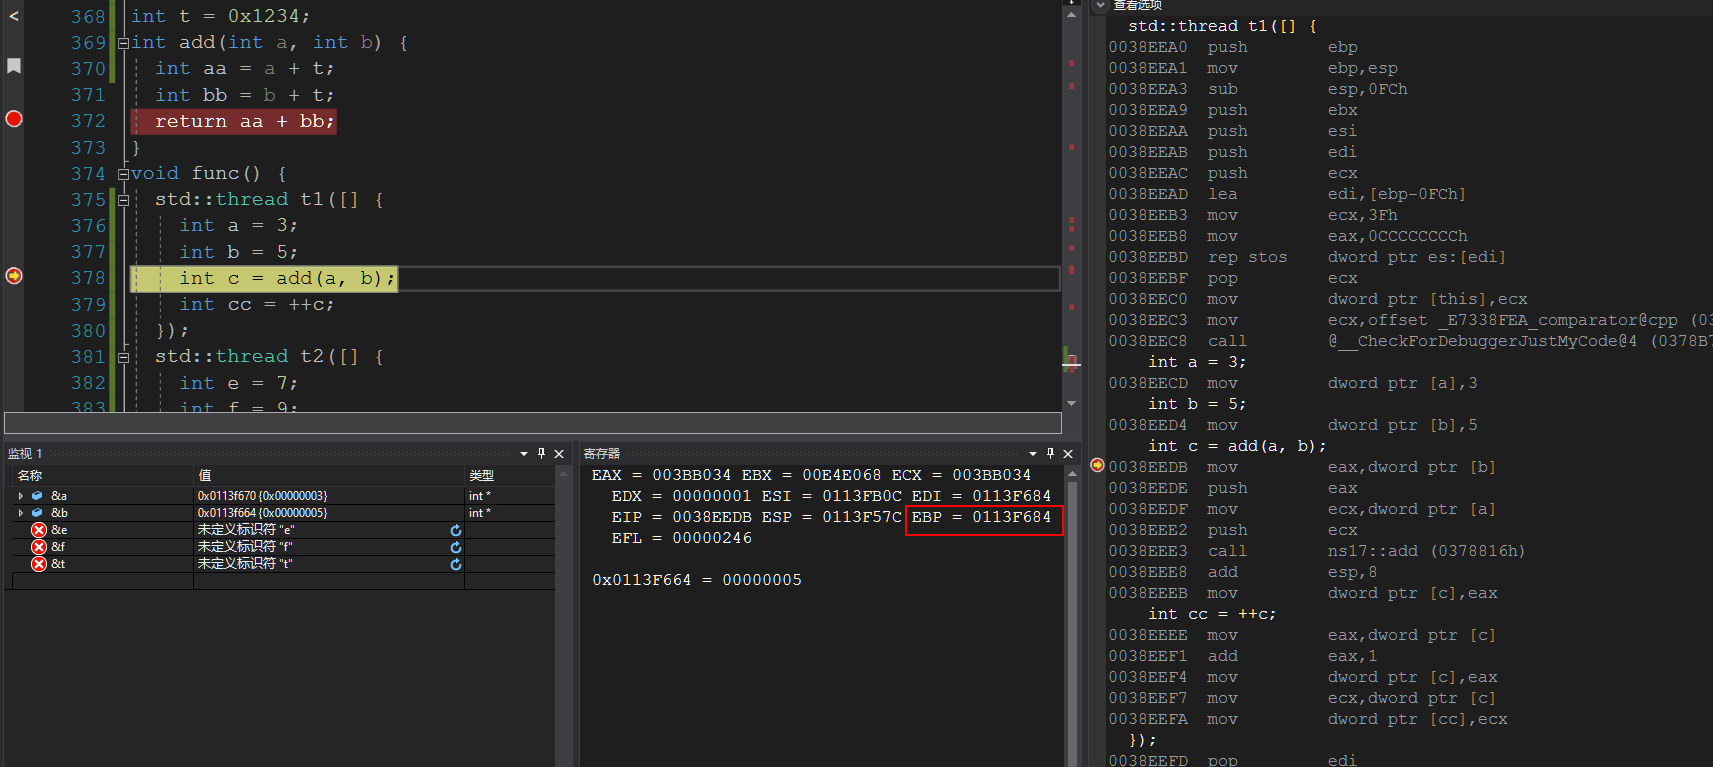 368 int t = 0x1234;
369 int add(int a, int b) {
370 int aa = a + t;
371 int bb = b + t;
372 return aa + bb;
373 }
374 void func() {
375 std::thread t1([] {
376 int a = 3;
377 int b = 5;
378 int c = add(a, b);
379 int cc = ++c;
380 });
381 std::thread t2([] {
382 int e = 7;
383 int f = 9;
监视 1
名称 值 类型
&a 0x0113f670 {0x00000003} int *
&b 0x0113f664 {0x00000005} int *
&e 未定义标识符 "e"
&f 未定义标识符 "f"
&t 未定义标识符 "t"
寄存器
EAX = 003BB034 EBX = 00E4E068 ECX = 003BB034
EDX = 00000001 ESI = 0113FB0C EDI = 0113F684
EIP = 0038EEDB ESP = 0113F57C EBP = 0113F684
EFL = 00000246
0x0113F664 = 00000005
查看选项
std::thread t1([] {
0038EEA0 push ebp
0038EEA1 mov ebp,esp
0038EEA3 sub esp,0FCh
0038EEA9 push ebx
0038EEAA push esi
0038EEAB push edi
0038EEAC push ecx
0038EEAD lea edi,[ebp-0FCh]
0038EEB3 mov ecx,3Fh
0038EEB8 mov eax,0CCCCCCCCh
0038EEBD rep stos dword ptr es:[edi]
0038EEBF pop ecx
0038EEC0 mov dword ptr [this],ecx
0038EEC3 mov ecx,offset _E7338FEA_comparator@cpp (03
0038EEC8 call @__CheckForDebuggerJustMyCode@4 (0378B7
int a = 3;
0038EECD mov dword ptr [a],3
int b = 5;
0038EED4 mov dword ptr [b],5
int c = add(a, b);
0038EEDB mov eax,dword ptr [b]
0038EEDE push eax
0038EEDF mov ecx,dword ptr [a]
0038EEE2 push ecx
0038EEE3 call ns17::add (0378816h)
0038EEE8 add esp,8
0038EEEB mov dword ptr [c],eax
int cc = ++c;
0038EEEE mov eax,dword ptr [c]
0038EEF1 add eax,1
0038EEF4 mov dword ptr [c],eax
0038EEF7 mov ecx,dword ptr [c]
0038EEFA mov dword ptr [cc],ecx
});
0038EEFD pop edi